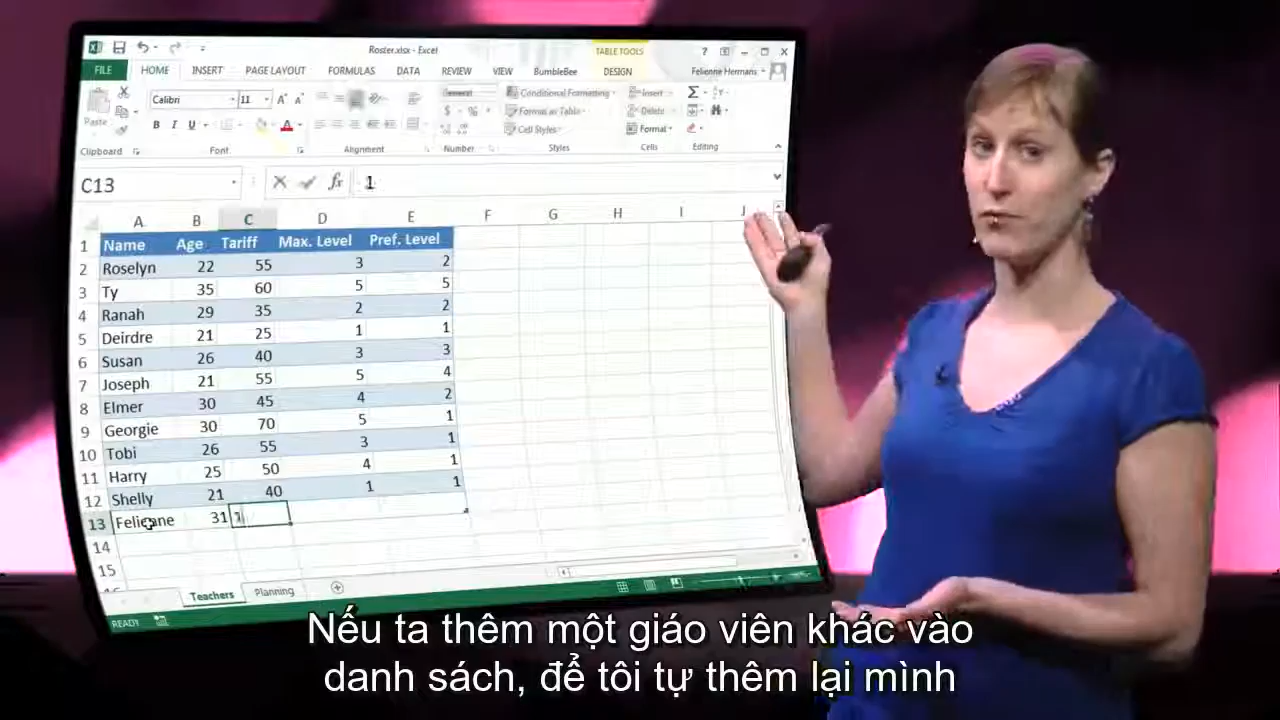 Roster.xlsx - Excel
TABLE TOOLS
FILE HOME INSERT PAGE LAYOUT FORMULAS DATA REVIEW VIEW BumbleBee DESIGN Felienne Hermans
Calibri 11 General Conditional Formatting Insert
Paste Format as Table Delete
B I U Cell Styles Format
Clipboard Font Alignment Number Styles Cells Editing
C13 fx 1
A B C D E F G H I J
1 Name Age Tariff Max. Level Pref. Level
2 Roselyn 22 55 3 2
3 Ty 35 60 5 5
4 Ranah 29 35 2 2
5 Deirdre 21 25 1 1
6 Susan 26 40 3 3
7 Joseph 21 55 5 4
8 Elmer 30 45 4 2
9 Georgie 30 70 5 1
10 Tobi 26 55 3 1
11 Harry 25 50 4 1
12 Shelly 21 40 1 1
13 Felienne 31 1
14
15
Teachers Planning
READY
Nếu ta thêm một giáo viên khác vào
danh sách, để tôi tự thêm lại mình